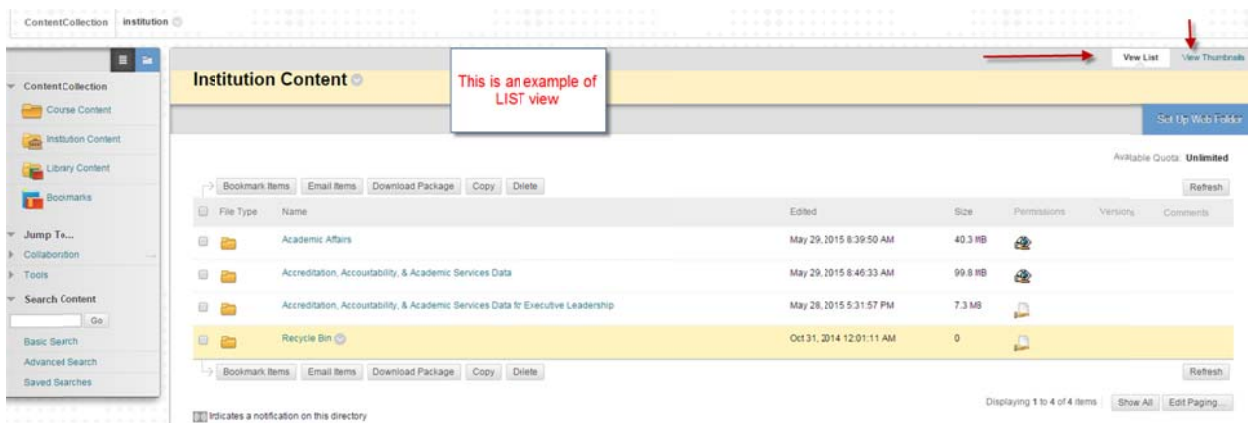 ContentCollection institution
View List View Thumbnails
Institution Content
This is an example of
LIST view
Set Up Web Folder
Available Quota: Unlimited
ContentCollection
Course Content
Institution Content
Library Content
Bookmarks
Jump To...
Collaboration
Tools
Search Content
Go
Basic Search
Advanced Search
Saved Searches
Bookmark Items Email Items Download Package Copy Delete Refresh
File Type Name Edited Size Permissions Versions Comments
Academic Affairs May 29, 2015 8:39:50 AM 40.3 MB
Accreditation, Accountability, & Academic Services Data May 29, 2015 8:46:33 AM 99.8 MB
Accreditation, Accountability, & Academic Services Data for Executive Leadership May 28, 2015 5:31:57 PM 7.3 MB
Recycle Bin Oct 31, 2014 12:01:11 AM 0
Bookmark Items Email Items Download Package Copy Delete Refresh
Displaying 1 to 4 of 4 items Show All Edit Paging...
Indicates a notification on this directory